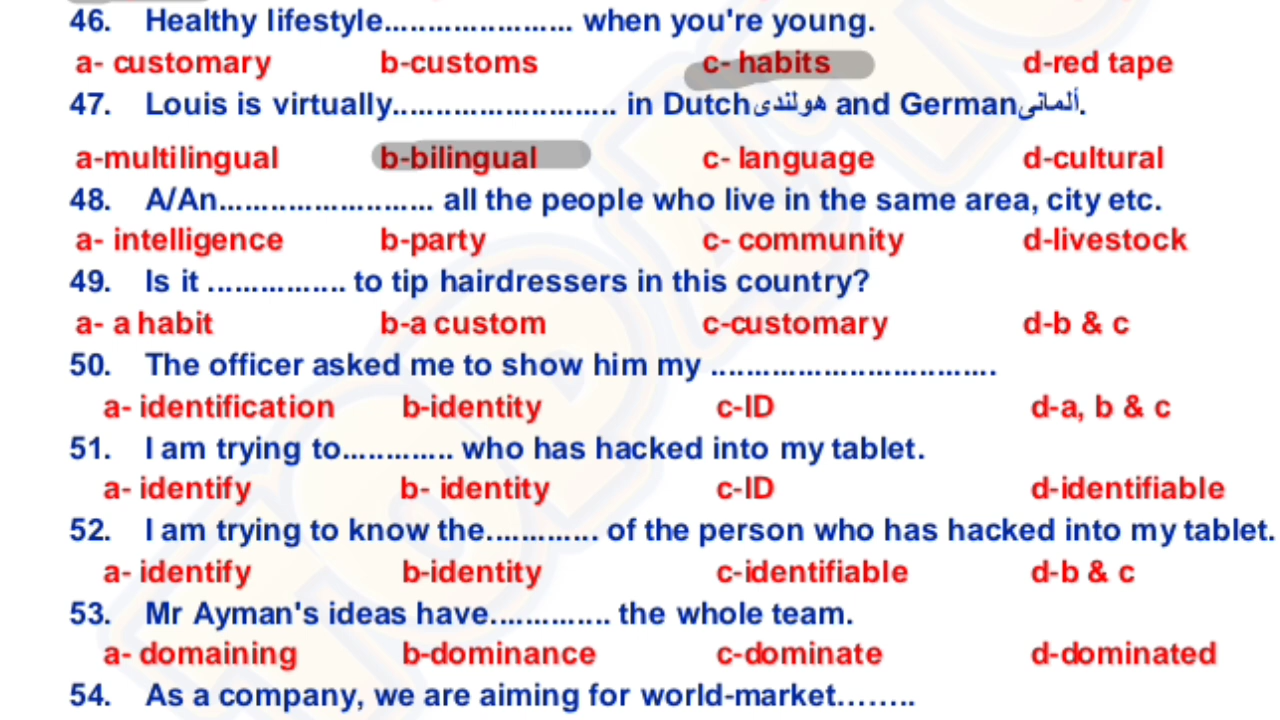 46. Healthy lifestyle...................... when you're young.
a- customary b-customs c- habits d-red tape
47. Louis is virtually.......................... in Dutch هولندى and German ألمانى.
a-multilingual b-bilingual c- language d-cultural
48. A/An......................... all the people who live in the same area, city etc.
a- intelligence b-party c- community d-livestock
49. Is it ................ to tip hairdressers in this country?
a- a habit b-a custom c-customary d-b & c
50. The officer asked me to show him my .................................
a- identification b-identity c-ID d-a, b & c
51. I am trying to............. who has hacked into my tablet.
a- identify b- identity c-ID d-identifiable
52. I am trying to know the............. of the person who has hacked into my tablet.
a- identify b-identity c-identifiable d-b & c
53. Mr Ayman's ideas have.............. the whole team.
a- domaining b-dominance c-dominate d-dominated
54. As a company, we are aiming for world-market........